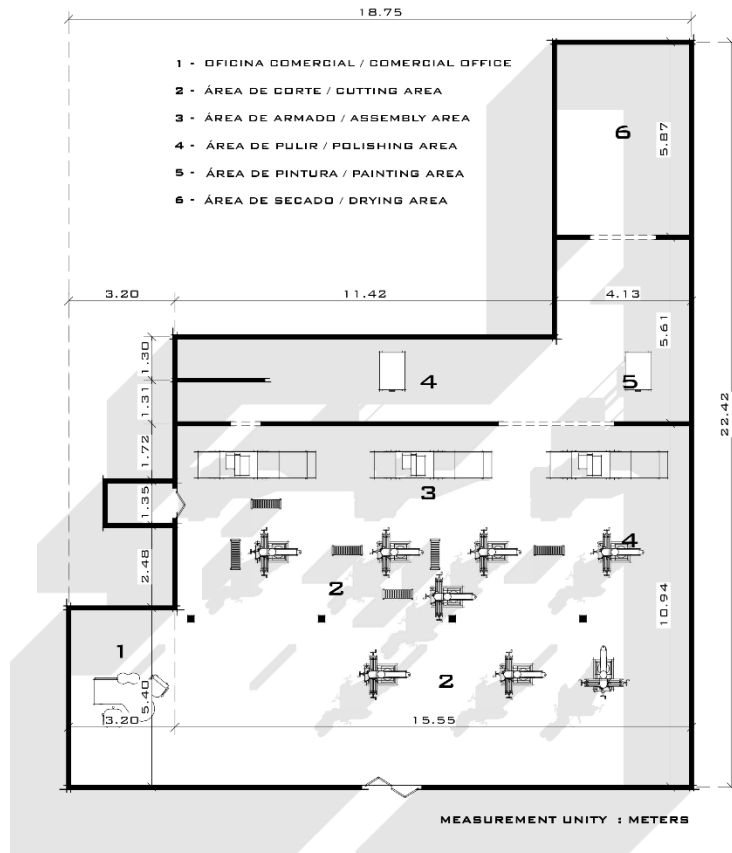 18.75
1 - OFICINA COMERCIAL / COMERCIAL OFFICE
2 - ÁREA DE CORTE / CUTTING AREA
3 - ÁREA DE ARMADO / ASSEMBLY AREA
4 - ÁREA DE PULIR / POLISHING AREA
5 - ÁREA DE PINTURA / PAINTING AREA
6 - ÁREA DE SECADO / DRYING AREA
6
5.87
3.20 11.42 4.13
5.61
1.30
4 5
1.31
22.42
1.72
3
1.35
4
2.48
2
10.94
1
2
5.40
3.20 15.55
MEASUREMENT UNITY : METERS